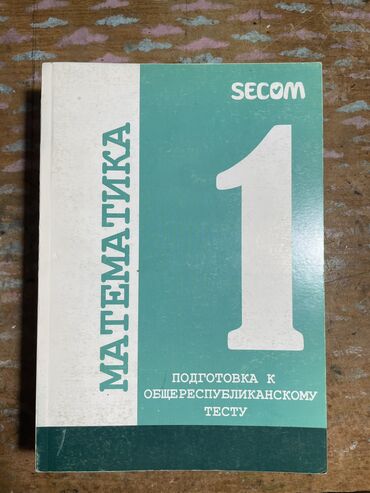 SECOM
МАТЕМАТИКА
1
ПОДГОТОВКА К
ОБЩЕРЕСПУБЛИКАНСКОМУ
ТЕСТУ